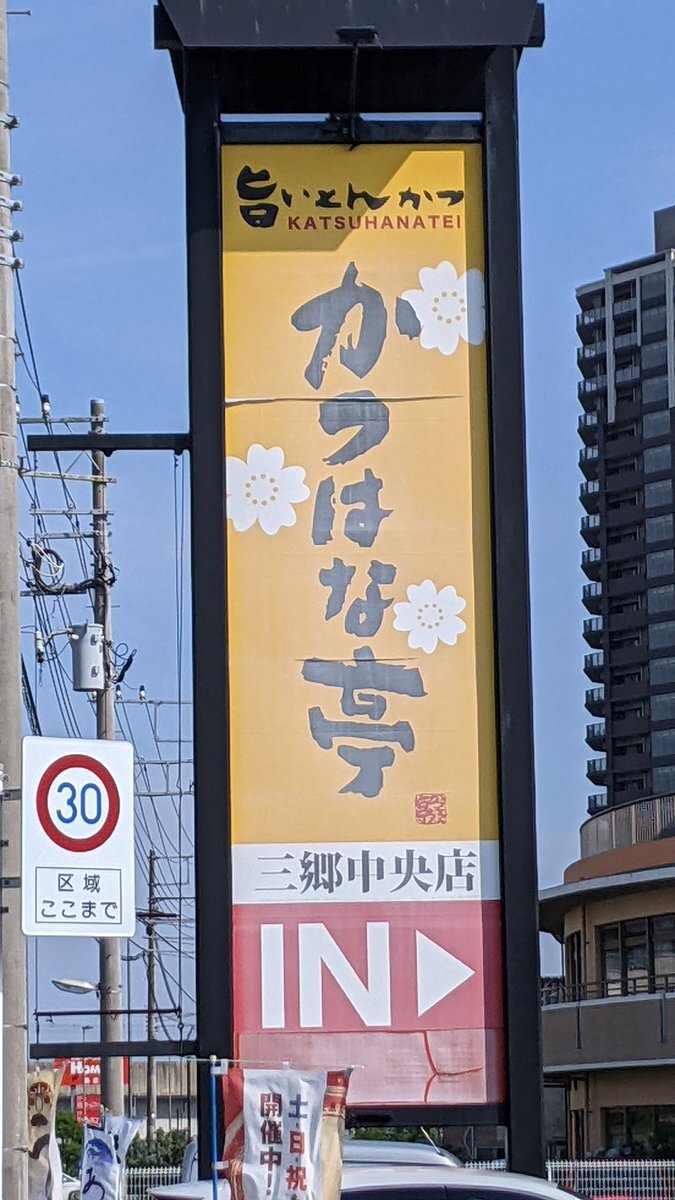 旨いとんかつ
KATSUHANATEI
かつはな亭
三郷中央店
IN
30
区域
ここまで
土・日祝
開催中!